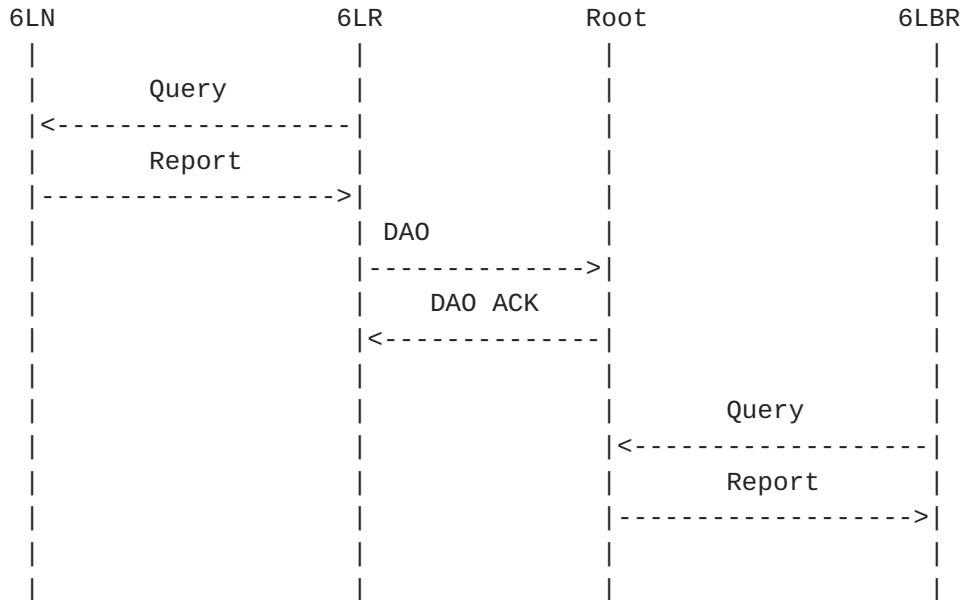 6LN                  6LR             Root                 6LBR
 |                    |               |                    |
 |       Query        |               |                    |
 |<-------------------|               |                    |
 |       Report       |               |                    |
 |------------------->|               |                    |
 |                    | DAO           |                    |
 |                    |-------------->|                    |
 |                    |    DAO ACK    |                    |
 |                    |<--------------|                    |
 |                    |               |                    |
 |                    |               |       Query        |
 |                    |               |<-------------------|
 |                    |               |       Report       |
 |                    |               |------------------->|
 |                    |               |                    |
 |                    |               |                    |